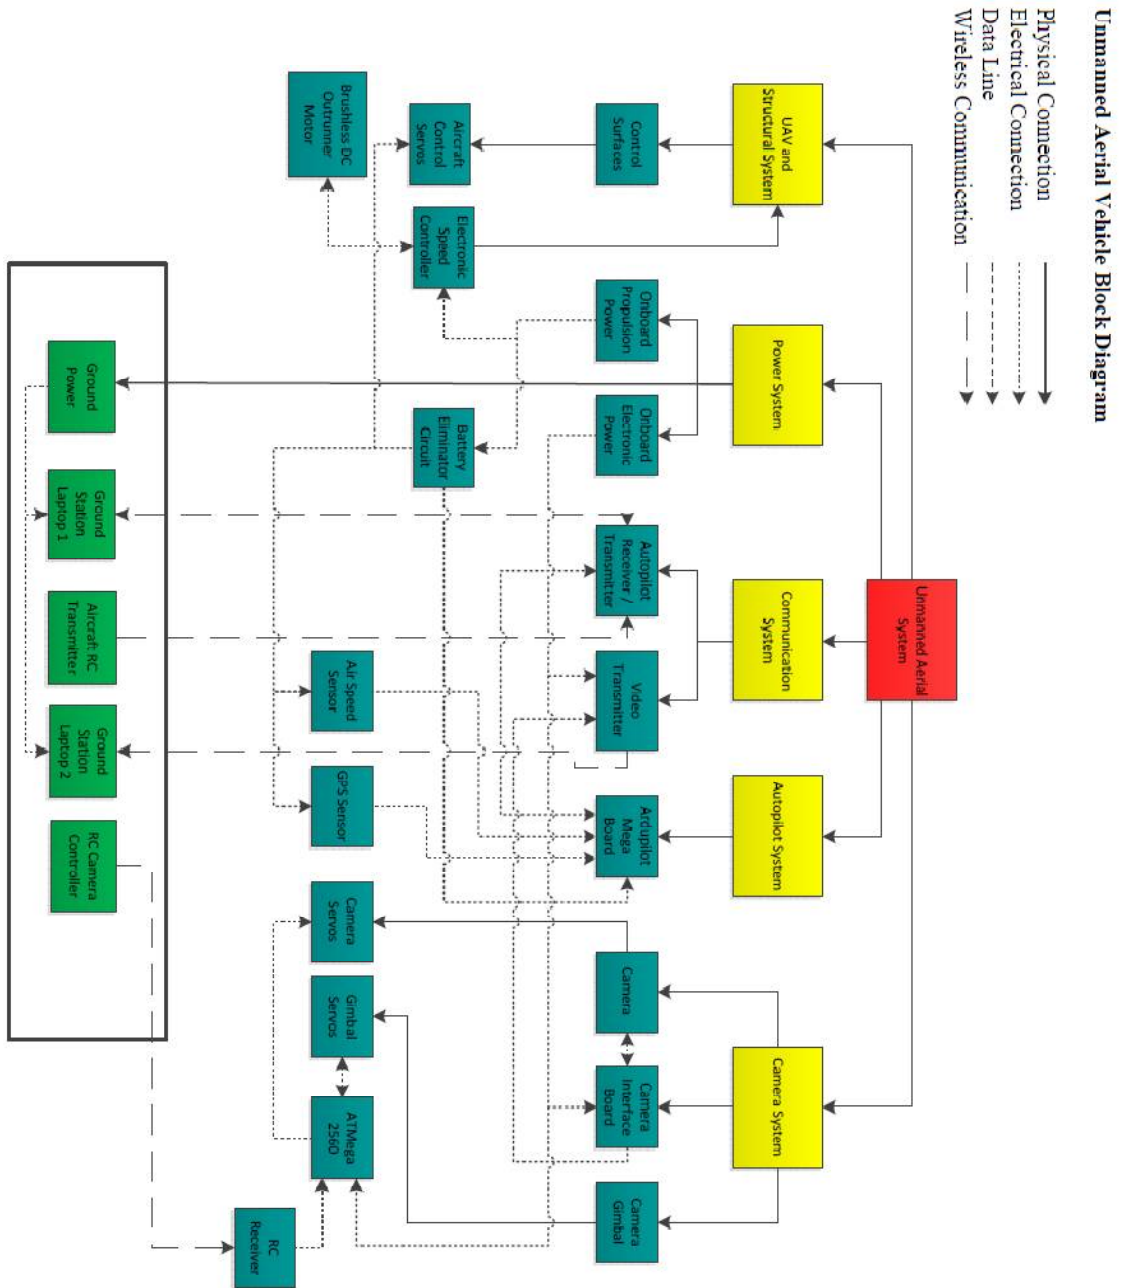 Unmanned Aerial Vehicle Block Diagram
Physical Connection
Electrical Connection
Data Line
Wireless Communication
Unmanned Aerial
System
UAV and
Structural System
Power System
Communication
System
Autopilot System
Camera System
Control
Surfaces
Onboard
Propulsion
Power
Onboard
Electronic
Power
Autopilot
Receiver /
Transmitter
Video
Transmitter
Ardupilot
Mega
Board
Camera
Camera
Interface
Board
Camera
Gimbal
Aircraft
Control
Servos
Electronic
Speed
Controller
Battery
Eliminator
Circuit
Brushless DC
Outrunner
Motor
Air Speed
Sensor
GPS Sensor
Camera
Servos
Gimbal
Servos
ATMega
2560
RC
Receiver
Ground
Power
Ground
Station
Laptop 1
Aircraft RC
Transmitter
Ground
Station
Laptop 2
RC Camera
Controller